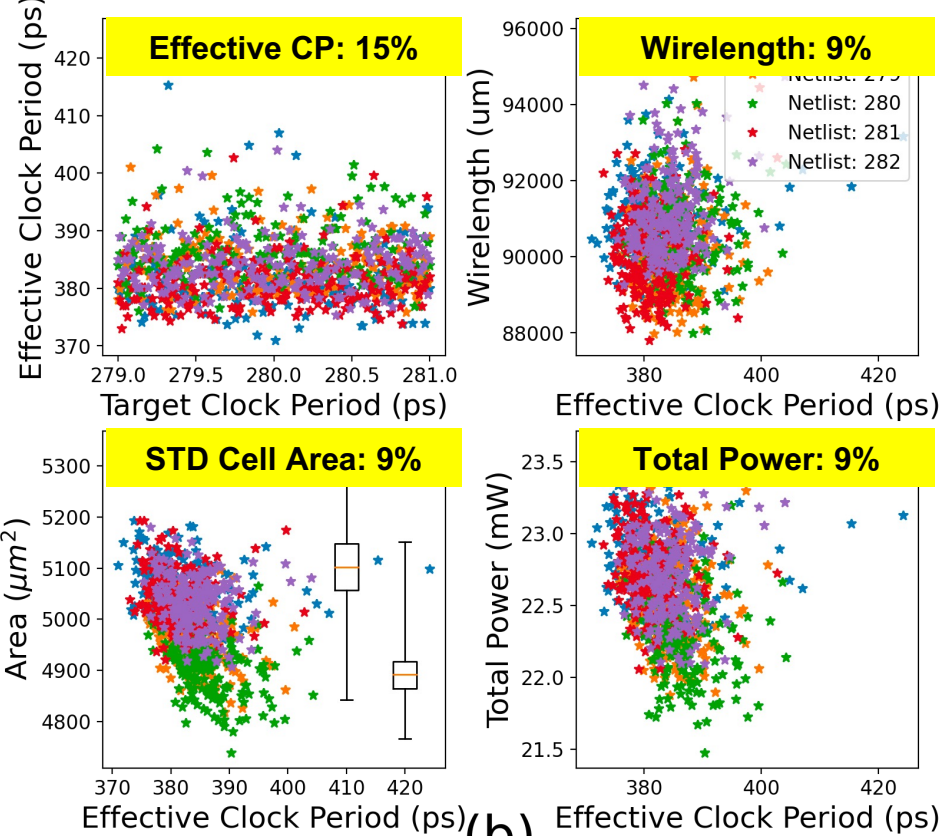 Effective CP: 15%
Effective Clock Period (ps)
420
410
400
390
380
370
279.0 279.5 280.0 280.5 281.0
Target Clock Period (ps)
Wirelength: 9%
Wirelength (um)
96000
94000
92000
90000
88000
Netlist: 279
Netlist: 280
Netlist: 281
Netlist: 282
380 400 420
Effective Clock Period (ps)
STD Cell Area: 9%
Area (μm²)
5300
5200
5100
5000
4900
4800
370 380 390 400 410 420
Effective Clock Period (ps)
Total Power: 9%
Total Power (mW)
23.5
23.0
22.5
22.0
21.5
380 400 420
Effective Clock Period (ps)
(b)